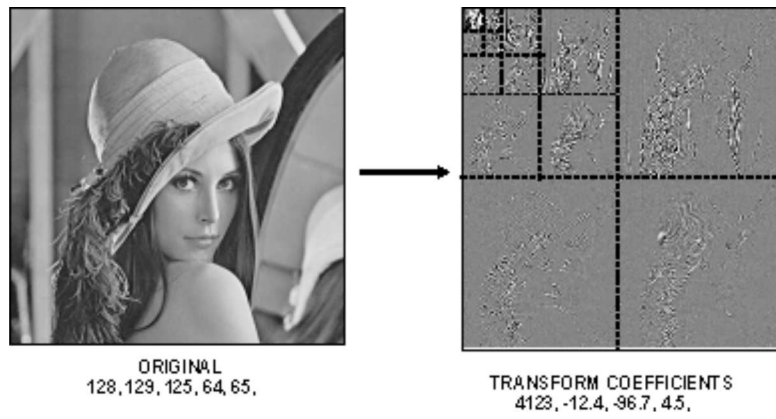 ORIGINAL
128, 129, 125, 64, 65,
TRANSFORM COEFFICIENTS
4123, -12.4, -96.7, 4.5,